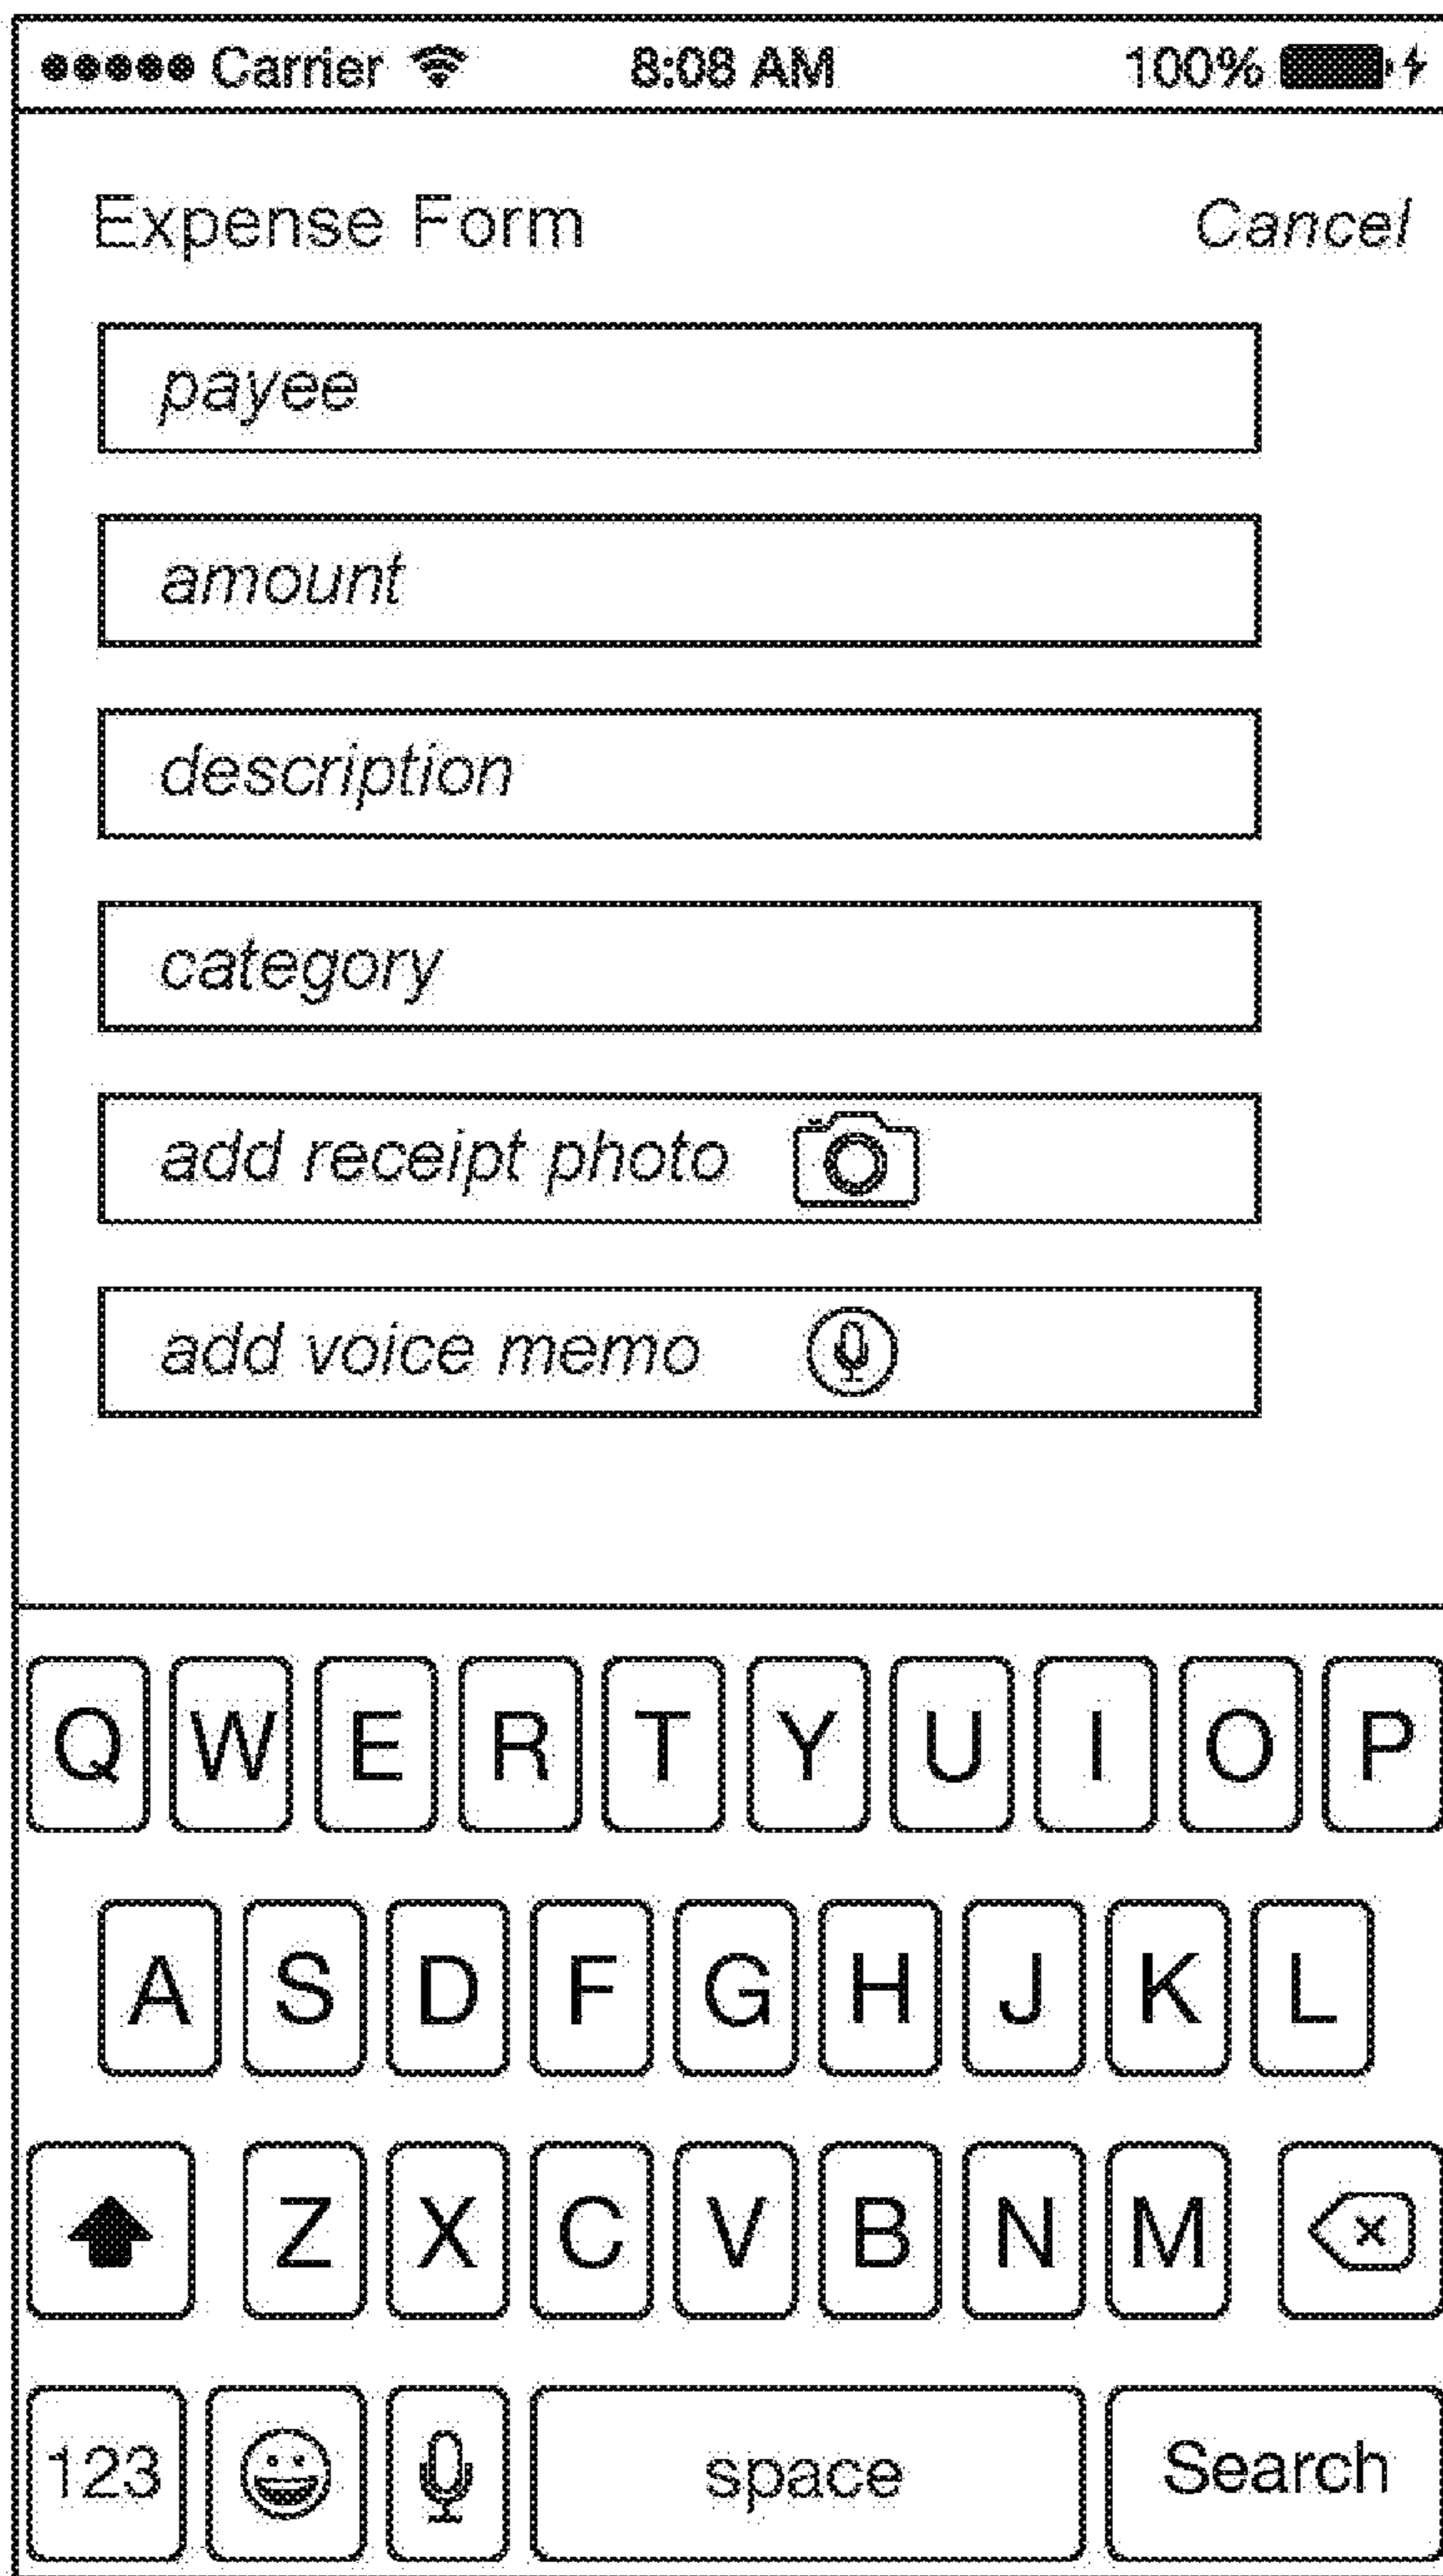 Carrier 8:08 AM 100%
Expense Form Cancel
payee
amount
description
category
add receipt photo
add voice memo
Q W E R T Y U I O P
A S D F G H J K L
Z X C V B N M
123 space Search